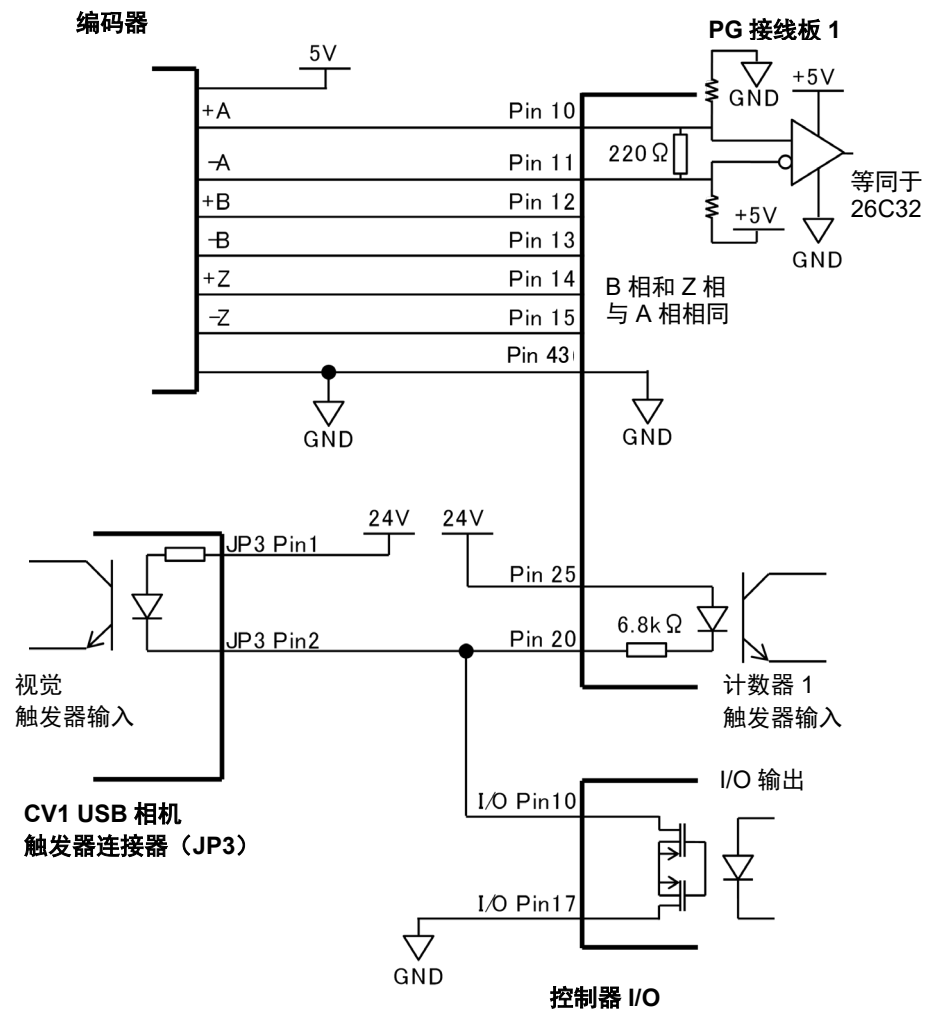 编码器
PG 接线板 1
5V
+A
Pin 10
GND
+5V
-A
Pin 11
220Ω
+B
Pin 12
+5V
等同于
26C32
-B
Pin 13
GND
+Z
Pin 14
B 相和 Z 相
与 A 相相同
-Z
Pin 15
Pin 43
GND
GND
24V
24V
JP3 Pin1
Pin 25
6.8kΩ
JP3 Pin2
Pin 20
视觉
触发器输入
计数器 1
触发器输入
I/O 输出
CV1 USB 相机
触发器连接器（JP3）
I/O Pin10
I/O Pin17
GND
控制器 I/O